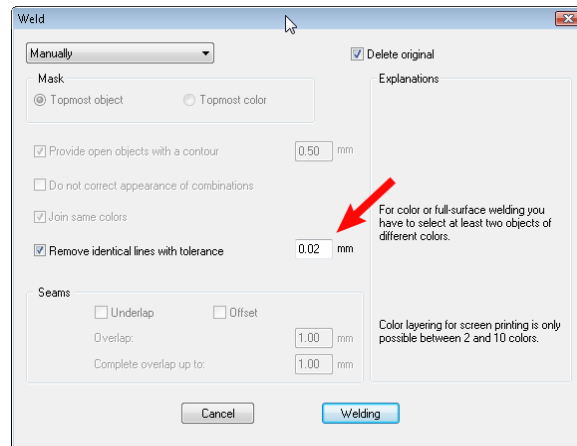 Weld
Manually
Delete original
Mask
Topmost object Topmost color
Provide open objects with a contour 0.50 mm
Do not correct appearance of combinations
Join same colors
Remove identical lines with tolerance 0.02 mm
Seams
Underlap Offset
Overlap: 1.00 mm
Complete overlap up to: 1.00 mm
Explanations
For color or full-surface welding you
have to select at least two objects of
different colors.
Color layering for screen printing is only
possible between 2 and 10 colors.
Cancel Welding